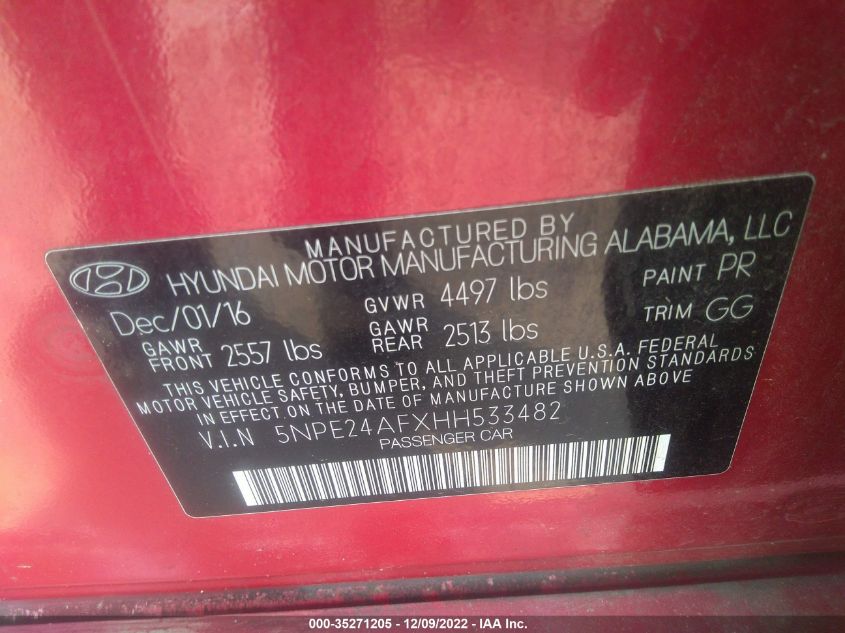 MANUFACTURED BY
HYUNDAI MOTOR MANUFACTURING ALABAMA, LLC
Dec/01/16 GVWR 4497 lbs PAINT PR
GAWR FRONT 2557 lbs GAWR REAR 2513 lbs TRIM GG
THIS VEHICLE CONFORMS TO ALL APPLICABLE U.S.A. FEDERAL
MOTOR VEHICLE SAFETY, BUMPER, AND THEFT PREVENTION STANDARDS
IN EFFECT ON THE DATE OF MANUFACTURE SHOWN ABOVE
V.I.N 5NPE24AFXHH533482
PASSENGER CAR
000-35271205 - 12/09/2022 - IAA Inc.